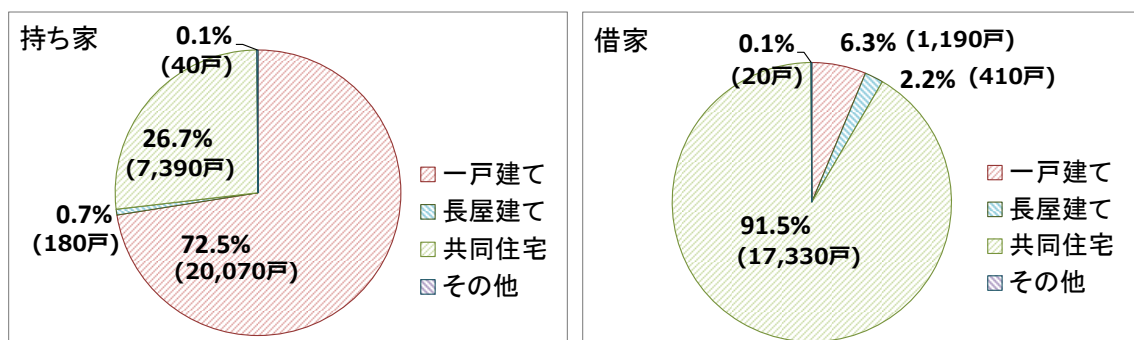 持ち家
0.1%
(40戸)
26.7%
(7,390戸)
0.7%
(180戸)
72.5%
(20,070戸)
一戸建て
長屋建て
共同住宅
その他
借家
0.1%
(20戸)
6.3% (1,190戸)
2.2% (410戸)
91.5%
(17,330戸)
一戸建て
長屋建て
共同住宅
その他